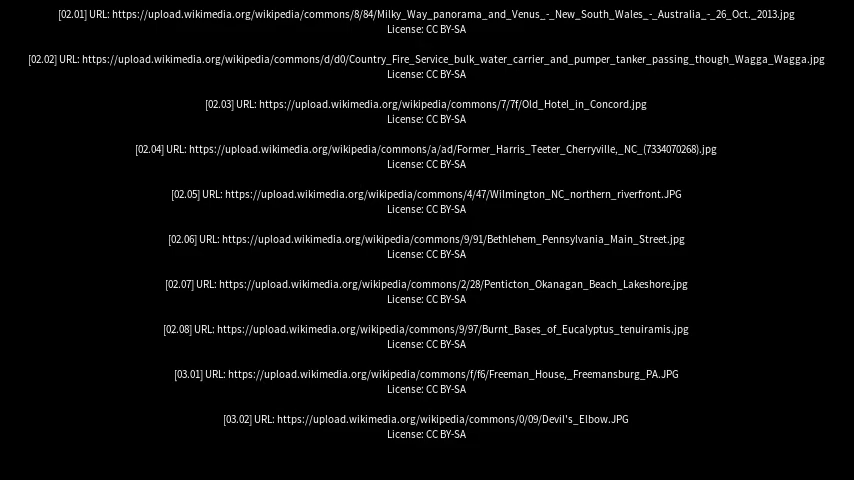 [02.01] URL: https://upload.wikimedia.org/wikipedia/commons/8/84/Milky_Way_panorama_and_Venus_-_New_South_Wales_-_Australia_-_26_Oct._2013.jpg
License: CC BY-SA
[02.02] URL: https://upload.wikimedia.org/wikipedia/commons/d/d0/Country_Fire_Service_bulk_water_carrier_and_pumper_tanker_passing_though_Wagga_Wagga.jpg
License: CC BY-SA
[02.03] URL: https://upload.wikimedia.org/wikipedia/commons/7/7f/Old_Hotel_in_Concord.jpg
License: CC BY-SA
[02.04] URL: https://upload.wikimedia.org/wikipedia/commons/a/ad/Former_Harris_Teeter_Cherryville,_NC_(7334070268).jpg
License: CC BY-SA
[02.05] URL: https://upload.wikimedia.org/wikipedia/commons/4/47/Wilmington_NC_northern_riverfront.JPG
License: CC BY-SA
[02.06] URL: https://upload.wikimedia.org/wikipedia/commons/9/91/Bethlehem_Pennsylvania_Main_Street.jpg
License: CC BY-SA
[02.07] URL: https://upload.wikimedia.org/wikipedia/commons/2/28/Penticton_Okanagan_Beach_Lakeshore.jpg
License: CC BY-SA
[02.08] URL: https://upload.wikimedia.org/wikipedia/commons/9/97/Burnt_Bases_of_Eucalyptus_tenuiramis.jpg
License: CC BY-SA
[03.01] URL: https://upload.wikimedia.org/wikipedia/commons/f/f6/Freeman_House,_Freemansburg_PA.JPG
License: CC BY-SA
[03.02] URL: https://upload.wikimedia.org/wikipedia/commons/0/09/Devil's_Elbow.JPG
License: CC BY-SA